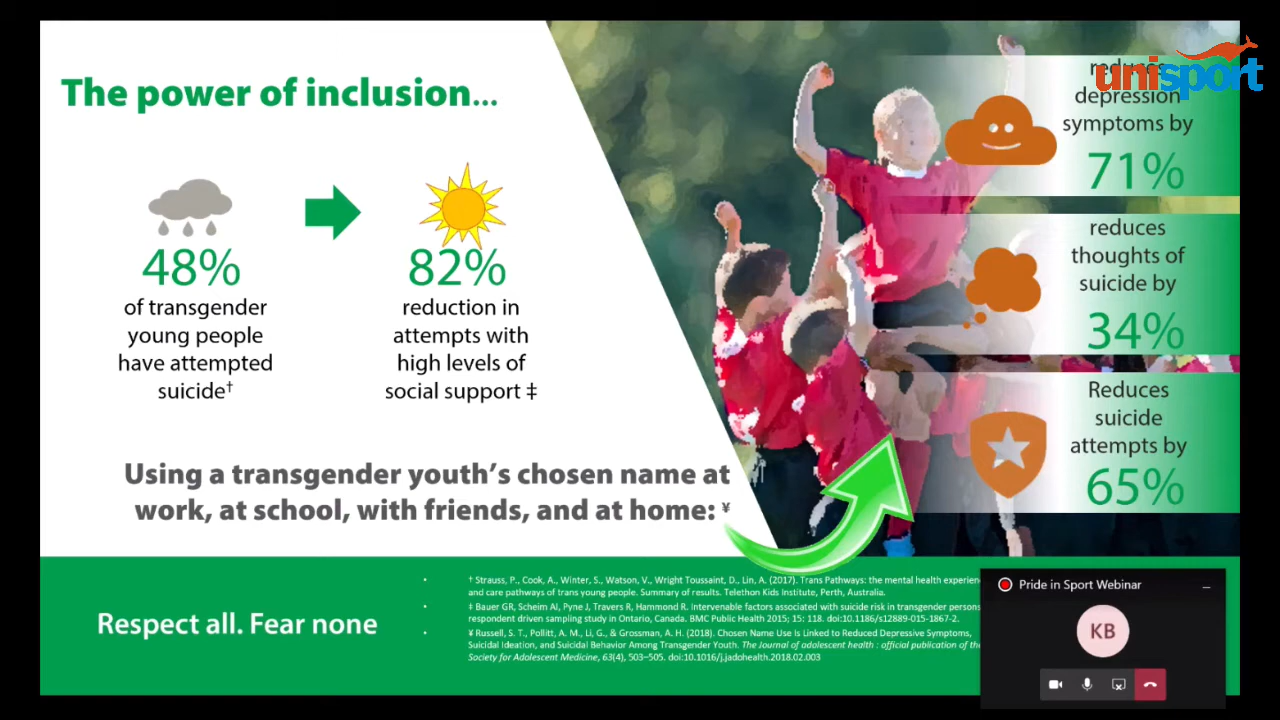 The power of inclusion...
48%
of transgender
young people
have attempted
suicide†
82%
reduction in
attempts with
high levels of
social support ‡
Using a transgender youth's chosen name at
work, at school, with friends, and at home: ¥
unisport
depression
symptoms by
71%
reduces
thoughts of
suicide by
34%
Reduces
suicide
attempts by
65%
Respect all. Fear none
• † Strauss, P., Cook, A., Winter, S., Watson, V., Wright Toussaint, D., Lin, A. (2017). Trans Pathways: the mental health
and care pathways of trans young people. Summary of results. Telethon Kids Institute, Perth, Australia.
• ‡ Bauer GR, Scheim AI, Pyne J, Travers R, Hammond R. Intervenable factors associated with suicide risk in transgender persons
respondent driven sampling study in Ontario, Canada. BMC Public Health 2015; 15: 118. doi:10.1186/s12889-015-1867-2.
• ¥ Russell, S. T., Pollitt, A. M., Li, G., & Grossman, A. H. (2018). Chosen Name Use Is Linked to Reduced Depressive Symptoms,
Suicidal Ideation, and Suicidal Behavior Among Transgender Youth. The Journal of adolescent health : official publication of the
Society for Adolescent Medicine, 63(4), 503–505. doi:10.1016/j.jadohealth.2018.02.003
Pride in Sport Webinar
KB